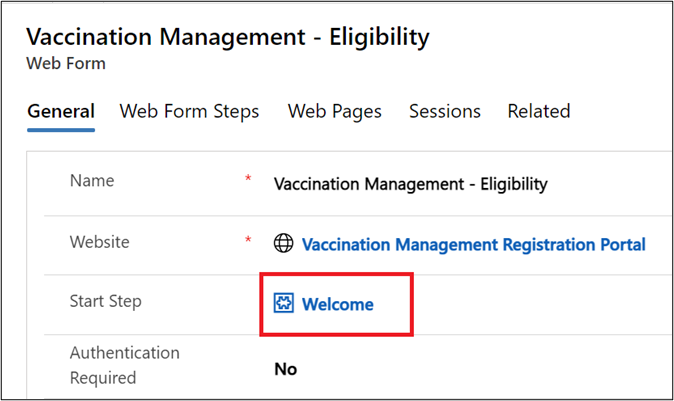 Vaccination Management - Eligibility
Web Form
General Web Form Steps Web Pages Sessions Related
Name * Vaccination Management - Eligibility
Website * Vaccination Management Registration Portal
Start Step Welcome
Authentication
Required No